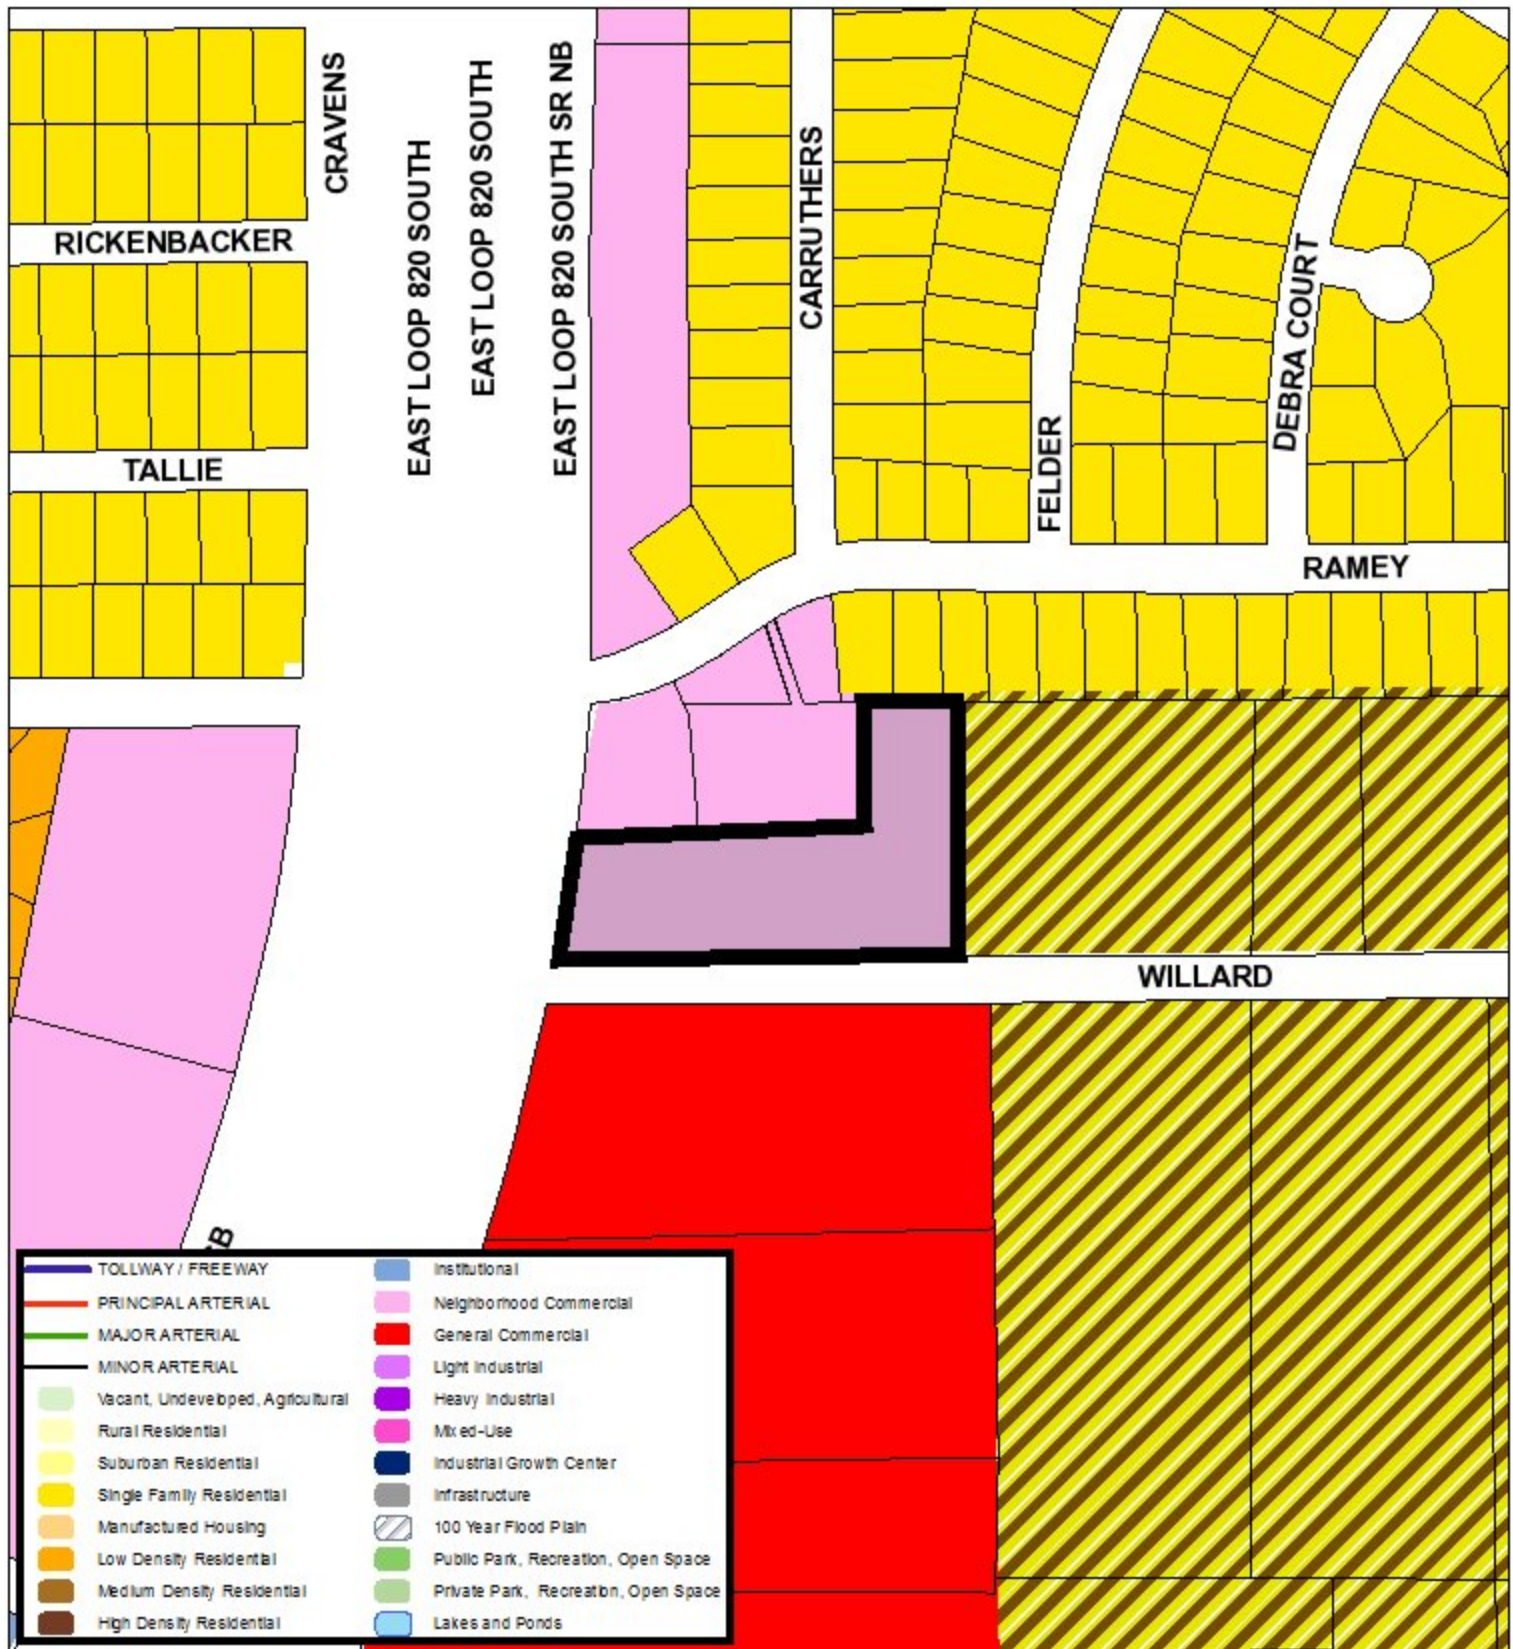 CRAVENS
EAST LOOP 820 SOUTH
EAST LOOP 820 SOUTH
EAST LOOP 820 SOUTH SR NB
CARRUTHERS
RICKENBACKER
DEBRA COURT
TALLIE
FELDER
RAMEY
WILLARD
SB
TOLLWAY / FREEWAY
PRINCIPAL ARTERIAL
MAJOR ARTERIAL
MINOR ARTERIAL
Vacant, Undeveloped, Agricultural
Rural Residential
Suburban Residential
Single Family Residential
Manufactured Housing
Low Density Residential
Medium Density Residential
High Density Residential
Institutional
Neighborhood Commercial
General Commercial
Light Industrial
Heavy Industrial
Mixed-Use
Industrial Growth Center
Infrastructure
100 Year Flood Plain
Public Park, Recreation, Open Space
Private Park, Recreation, Open Space
Lakes and Ponds